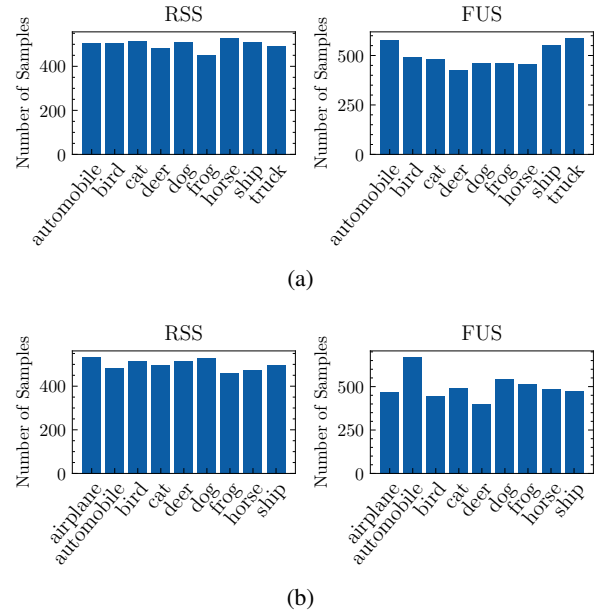 RSS
Number of Samples
400
200
0
automobile
bird
cat
deer
dog
frog
horse
ship
truck
FUS
Number of Samples
500
250
0
automobile
bird
cat
deer
dog
frog
horse
ship
truck
(a)
RSS
Number of Samples
400
200
0
airplane
automobile
bird
cat
deer
dog
frog
horse
ship
FUS
Number of Samples
500
250
0
airplane
automobile
bird
cat
deer
dog
frog
horse
ship
(b)